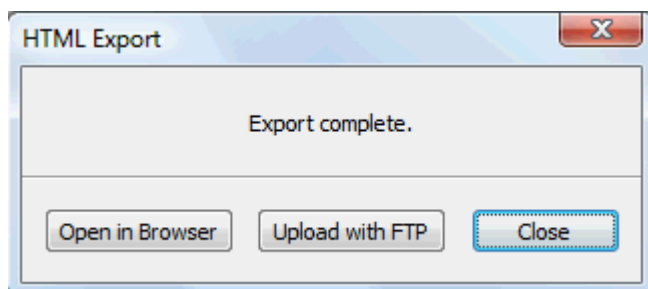 HTML Export
Export complete.
Open in Browser Upload with FTP Close